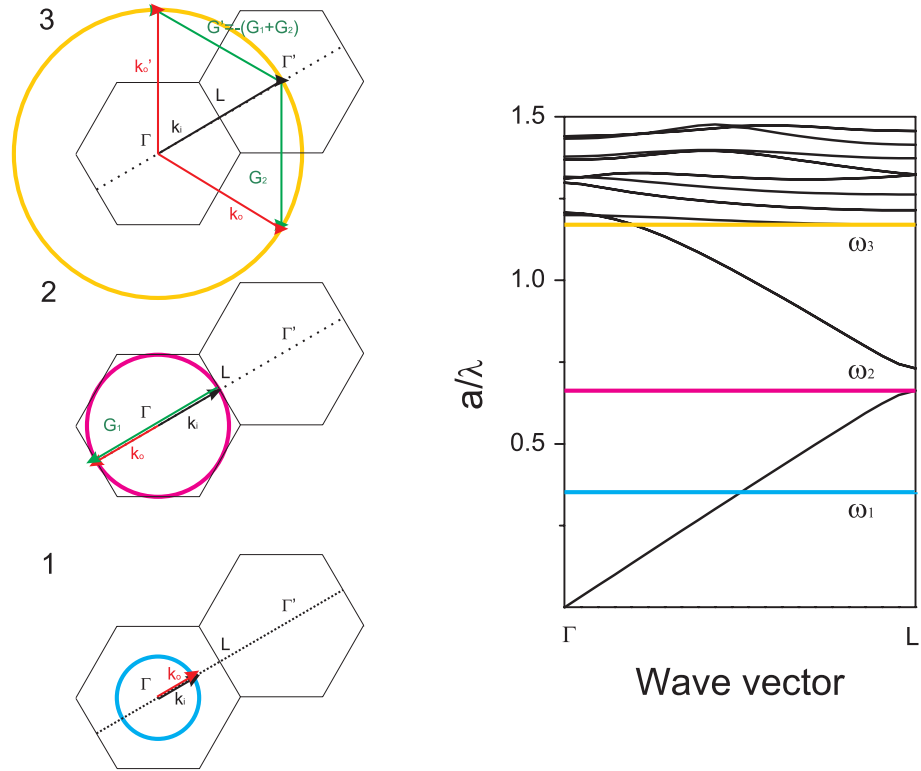 3
G'=-(G₁+G₂)
kₒ'
Γ'
L
kᵢ
Γ
G₂
kₒ
2
Γ'
L
Γ
G₁
kᵢ
kₒ
1
Γ'
L
Γ
kₒ
kᵢ
1.5
ω₃
1.0
a/λ
ω₂
0.5
ω₁
Γ
L
Wave vector